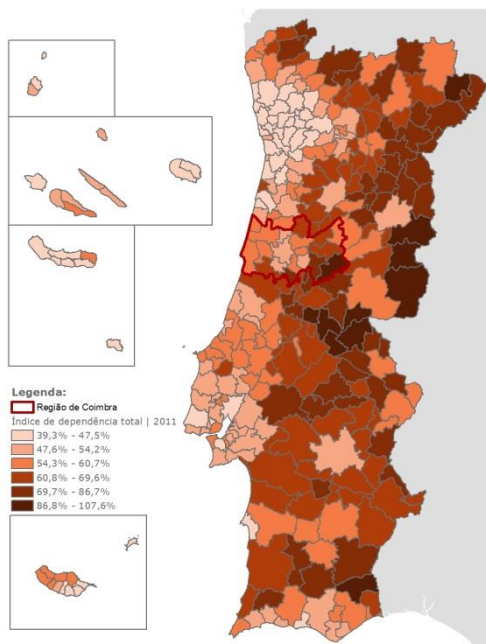 Legenda:
Região de Coimbra
Índice de dependência total | 2011
39,3% - 47,5%
47,6% - 54,2%
54,3% - 60,7%
60,8% - 69,6%
69,7% - 86,7%
86,8% - 107,6%